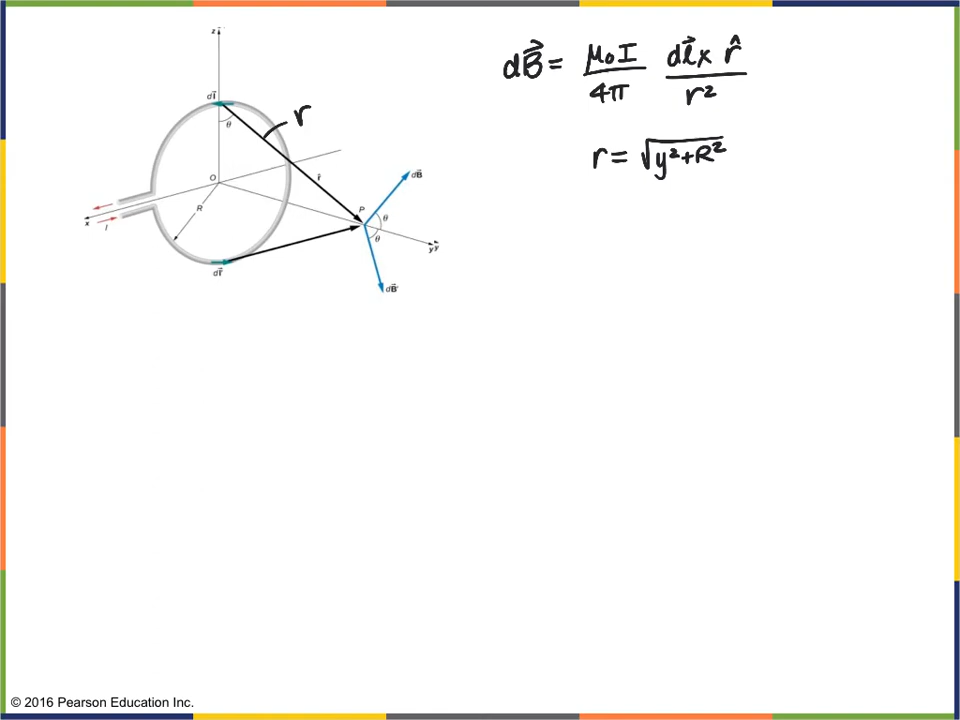 z
dl
θ
r
O
r̂
P
dB
θ
R
x
I
θ
y y
dl'
dB'
dB⃗ = μ₀I/4π dl⃗ x r̂/r²
r = √y²+R²
© 2016 Pearson Education Inc.